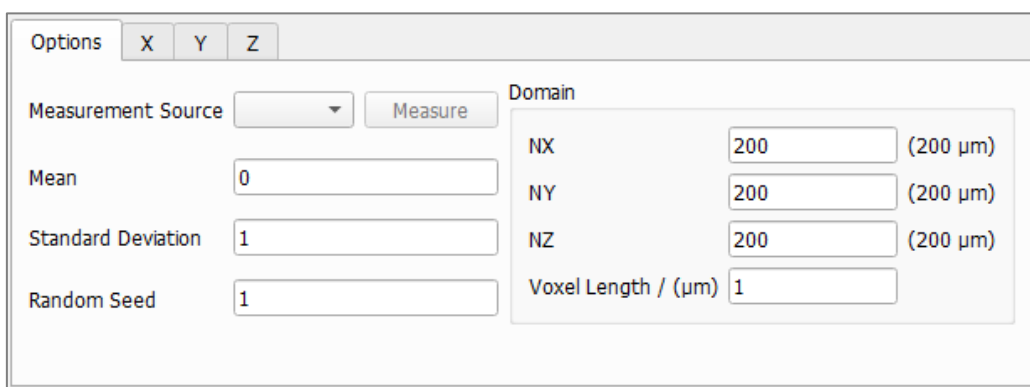 Options X Y Z
Measurement Source Measure
Mean 0
Standard Deviation 1
Random Seed 1
Domain
NX 200 (200 µm)
NY 200 (200 µm)
NZ 200 (200 µm)
Voxel Length / (µm) 1